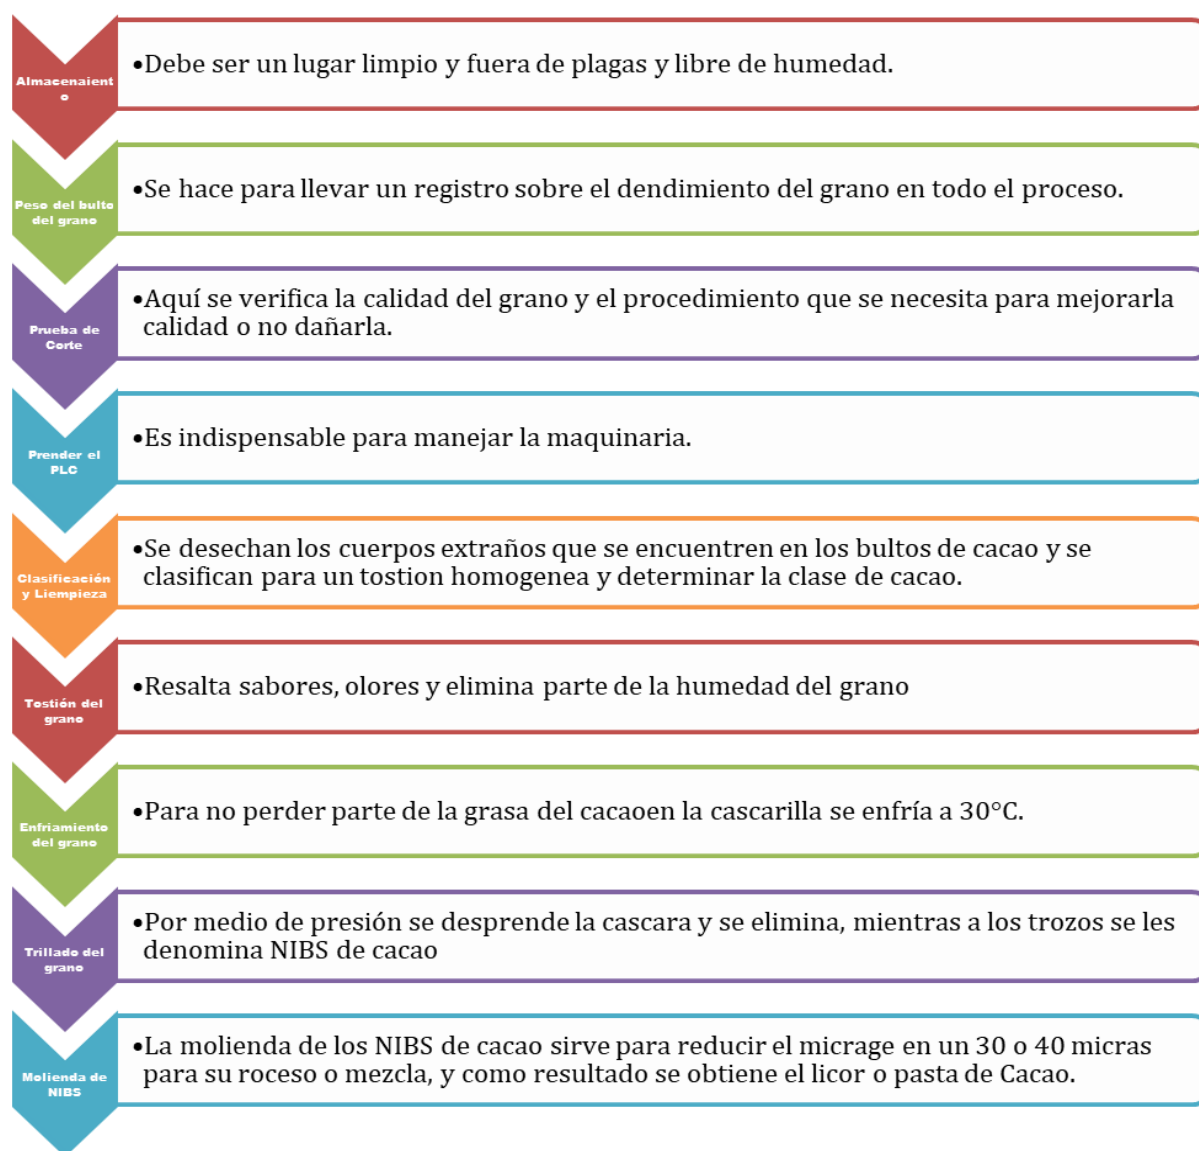 Almacenaient
o
•Debe ser un lugar limpio y fuera de plagas y libre de humedad.
Peso del bulto
del grano
•Se hace para llevar un registro sobre el dendimiento del grano en todo el proceso.
Prueba de
Corte
•Aquí se verifica la calidad del grano y el procedimiento que se necesita para mejorarla
calidad o no dañarla.
Prender el
PLC
•Es indispensable para manejar la maquinaria.
Clasificación
y Liempieza
•Se desechan los cuerpos extraños que se encuentren en los bultos de cacao y se
clasifican para un tostion homogenea y determinar la clase de cacao.
Tostión del
grano
•Resalta sabores, olores y elimina parte de la humedad del grano
Enfriamiento
del grano
•Para no perder parte de la grasa del cacaoen la cascarilla se enfría a 30°C.
Trillado del
grano
•Por medio de presión se desprende la cascara y se elimina, mientras a los trozos se les
denomina NIBS de cacao
Molienda de
NIBS
•La molienda de los NIBS de cacao sirve para reducir el micrage en un 30 o 40 micras
para su roceso o mezcla, y como resultado se obtiene el licor o pasta de Cacao.